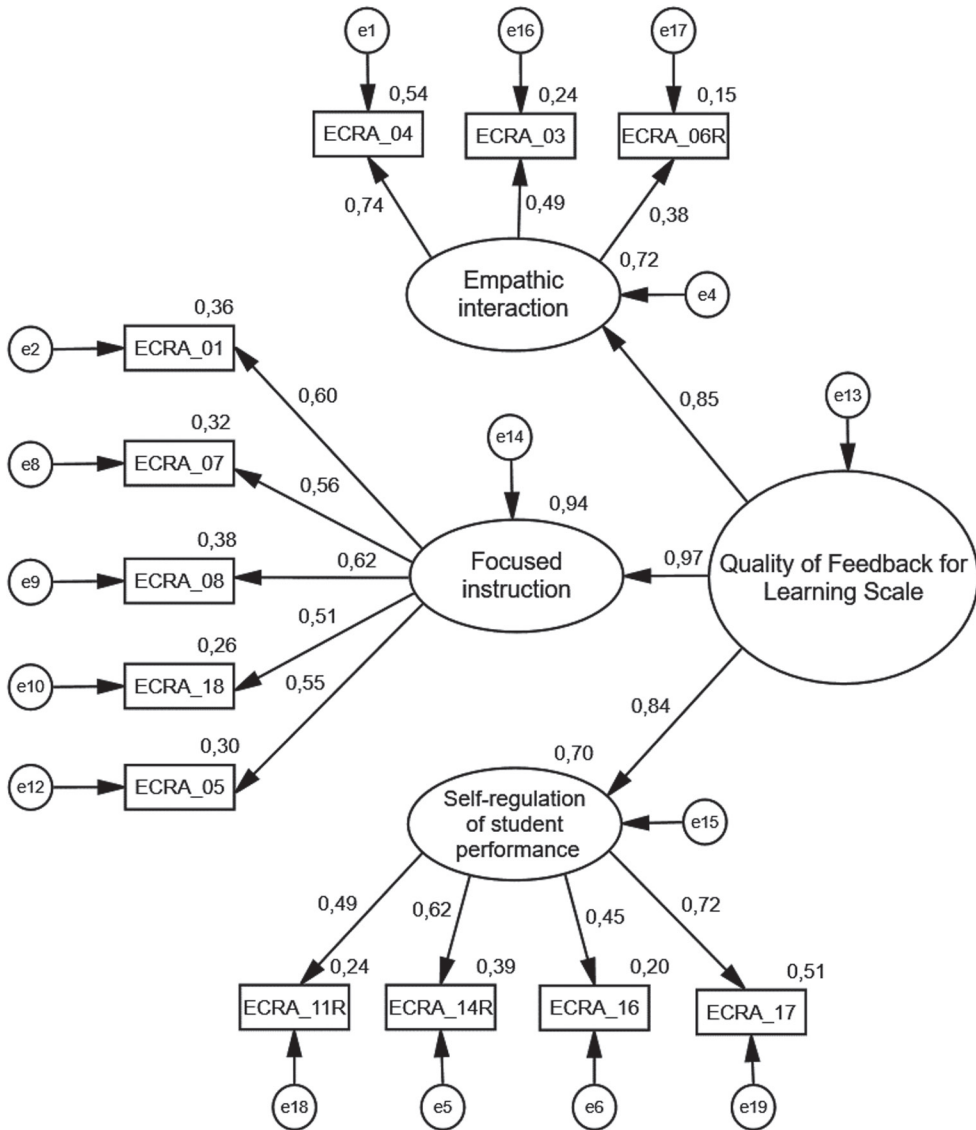 e1
e16
e17
0,54
0,24
0,15
ECRA_04
ECRA_03
ECRA_06R
0,74
0,49
0,38
0,72
Empathic
interaction
e4
0,36
e2
ECRA_01
0,60
0,85
e13
0,32
e8
ECRA_07
e14
0,56
0,94
0,38
e9
ECRA_08
0,62
Focused
instruction
0,97
Quality of Feedback for
Learning Scale
0,51
0,26
e10
ECRA_18
0,55
0,84
0,30
e12
ECRA_05
0,70
Self-regulation
of student
performance
e15
0,49
0,62
0,45
0,72
0,24
0,39
0,20
0,51
ECRA_11R
ECRA_14R
ECRA_16
ECRA_17
e18
e5
e6
e19